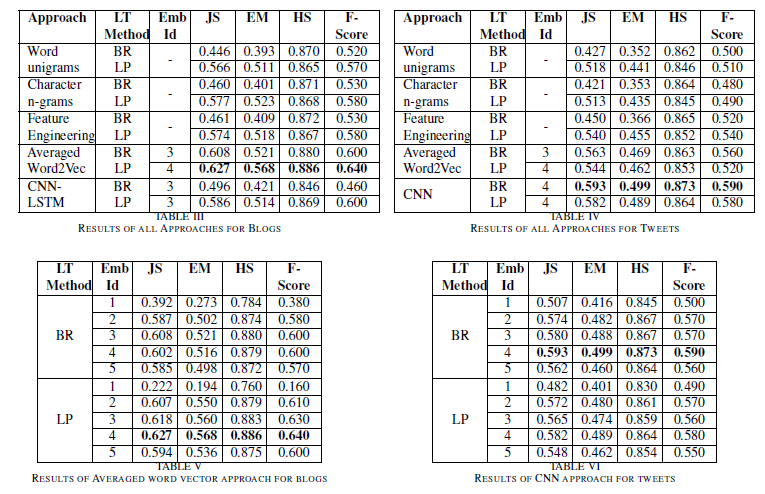 Approach LT Emb JS EM HS F-
Method Id Score
Word BR - 0.446 0.393 0.870 0.520
unigrams LP 0.566 0.511 0.865 0.570
Character BR - 0.460 0.401 0.871 0.530
n-grams LP 0.577 0.523 0.868 0.580
Feature BR - 0.461 0.409 0.872 0.530
Engineering LP 0.574 0.518 0.867 0.580
Averaged BR 3 0.608 0.521 0.880 0.600
Word2Vec LP 4 0.627 0.568 0.886 0.640
CNN- BR 3 0.496 0.421 0.846 0.460
LSTM LP 3 0.586 0.514 0.869 0.600
TABLE III
RESULTS OF ALL APPROACHES FOR BLOGS
Approach LT Emb JS EM HS F-
Method Id Score
Word BR - 0.427 0.352 0.862 0.500
unigrams LP 0.518 0.441 0.846 0.510
Character BR - 0.421 0.353 0.864 0.480
n-grams LP 0.513 0.435 0.845 0.490
Feature BR - 0.450 0.366 0.865 0.520
Engineering LP 0.540 0.455 0.852 0.540
Averaged BR 3 0.563 0.469 0.863 0.560
Word2Vec LP 4 0.544 0.462 0.853 0.520
CNN BR 4 0.593 0.499 0.873 0.590
LP 4 0.582 0.489 0.864 0.580
TABLE IV
RESULTS OF ALL APPROACHES FOR TWEETS
LT Emb JS EM HS F-
Method Id Score
1 0.392 0.273 0.784 0.380
2 0.587 0.502 0.874 0.580
BR 3 0.608 0.521 0.880 0.600
4 0.602 0.516 0.879 0.600
5 0.585 0.498 0.872 0.570
1 0.222 0.194 0.760 0.160
2 0.607 0.550 0.879 0.610
LP 3 0.618 0.560 0.883 0.630
4 0.627 0.568 0.886 0.640
5 0.594 0.536 0.875 0.600
TABLE V
RESULTS OF AVERAGED WORD VECTOR APPROACH FOR BLOGS
LT Emb JS EM HS F-
Method Id Score
1 0.507 0.416 0.845 0.500
2 0.574 0.482 0.867 0.570
BR 3 0.580 0.488 0.867 0.570
4 0.593 0.499 0.873 0.590
5 0.562 0.460 0.864 0.560
1 0.482 0.401 0.830 0.490
2 0.572 0.480 0.861 0.570
LP 3 0.565 0.474 0.859 0.560
4 0.582 0.489 0.864 0.580
5 0.548 0.462 0.854 0.550
TABLE VI
RESULTS OF CNN APPROACH FOR TWEETS